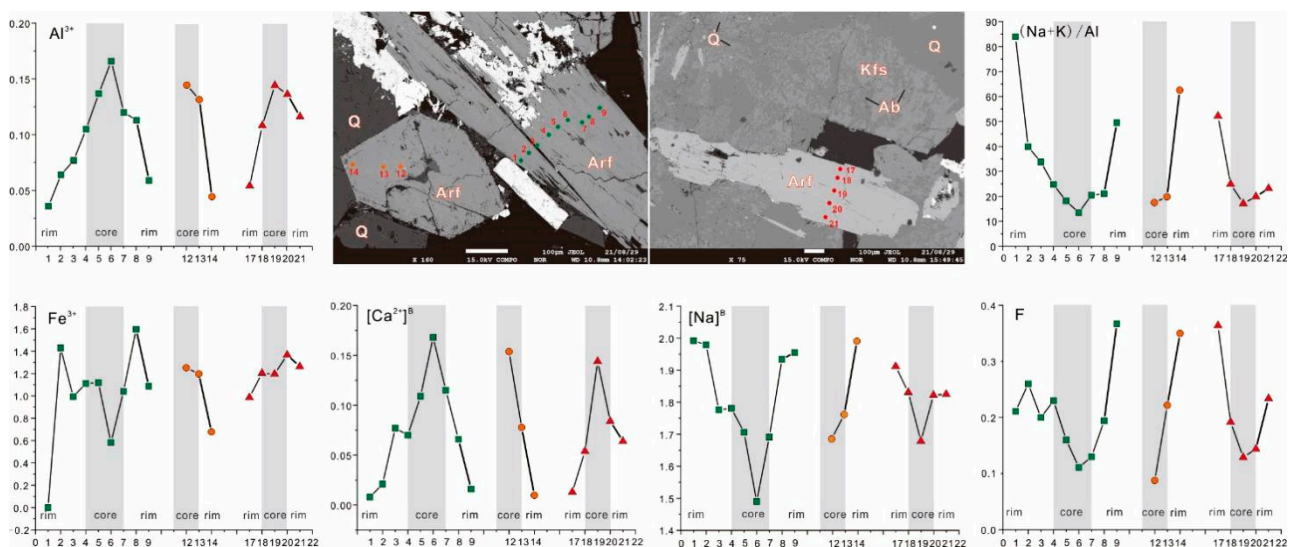 Al³⁺
0.20
0.15
0.10
0.05
0.00
rim
core
rim
core
rim
rim
core
rim
1 2 3 4 5 6 7 8 9 12 13 14 17 18 19 20 21
Q
Q
Arf
Arf
1 2 3 4 5 6 7 8 9
14 13 12
100μm JEOL 21/08/29
X 160 15.0kV COMPO NOR WD 10.8mm 14:02:23
Q
Q
Kfs
Ab
Arf
17
18
19
20
21
100μm JEOL 21/08/29
X 75 15.0kV COMPO NOR WD 10.8mm 15:49:45
(Na+K)/Al
90
80
70
60
50
40
30
20
10
0
rim
core
rim
core
rim
rim
core
rim
0 1 2 3 4 5 6 7 8 9 12 13 14 17 18 19 20 21 22
Fe³⁺
1.8
1.6
1.4
1.2
1.0
0.8
0.6
0.4
0.2
0.0
rim
core
rim
core
rim
rim
core
rim
0 1 2 3 4 5 6 7 8 9 12 13 14 17 18 19 20 21 22
[Ca²⁺]ᴮ
0.20
0.15
0.10
0.05
0.00
rim
core
rim
core
rim
rim
core
rim
0 1 2 3 4 5 6 7 8 9 12 13 14 17 18 19 20 21 22
[Na]ᴮ
2.1
2.0
1.9
1.8
1.7
1.6
1.5
1.4
rim
core
rim
core
rim
rim
core
rim
0 1 2 3 4 5 6 7 8 9 12 13 14 17 18 19 20 21 22
F
0.4
0.3
0.2
0.1
0.0
rim
core
rim
core
rim
rim
core
rim
0 1 2 3 4 5 6 7 8 9 12 13 14 17 18 19 20 21 22